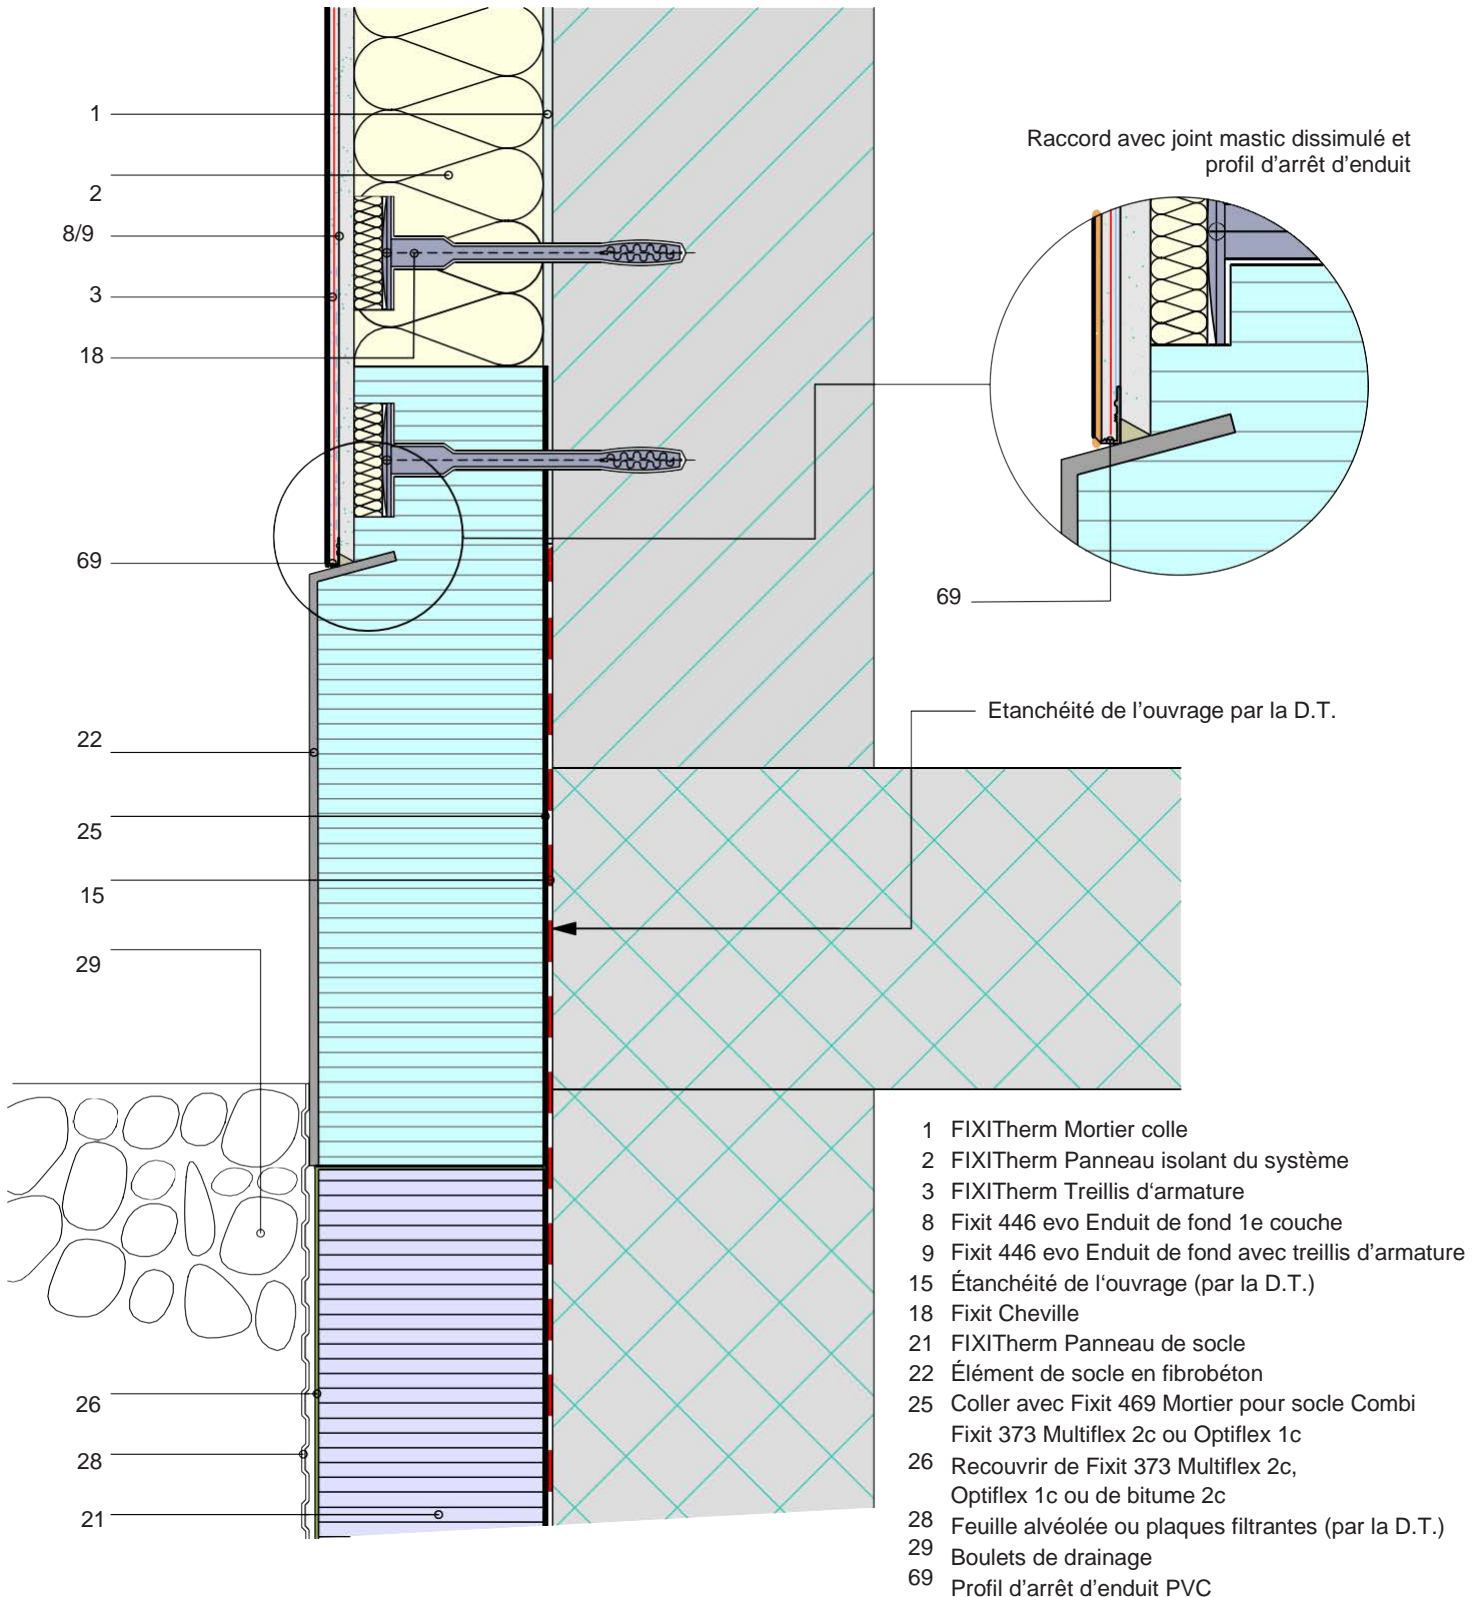 1
2
8/9
3
18
69
22
25
15
29
26
28
21
Raccord avec joint mastic dissimulé et
profil d’arrêt d’enduit
69
Etanchéité de l’ouvrage par la D.T.
1 FIXITherm Mortier colle
2 FIXITherm Panneau isolant du système
3 FIXITherm Treillis d‘armature
8 Fixit 446 evo Enduit de fond 1e couche
9 Fixit 446 evo Enduit de fond avec treillis d‘armature
15 Étanchéité de l‘ouvrage (par la D.T.)
18 Fixit Cheville
21 FIXITherm Panneau de socle
22 Élément de socle en fibrobéton
25 Coller avec Fixit 469 Mortier pour socle Combi
Fixit 373 Multiflex 2c ou Optiflex 1c
26 Recouvrir de Fixit 373 Multiflex 2c,
Optiflex 1c ou de bitume 2c
28 Feuille alvéolée ou plaques filtrantes (par la D.T.)
29 Boulets de drainage
69 Profil d’arrêt d’enduit PVC